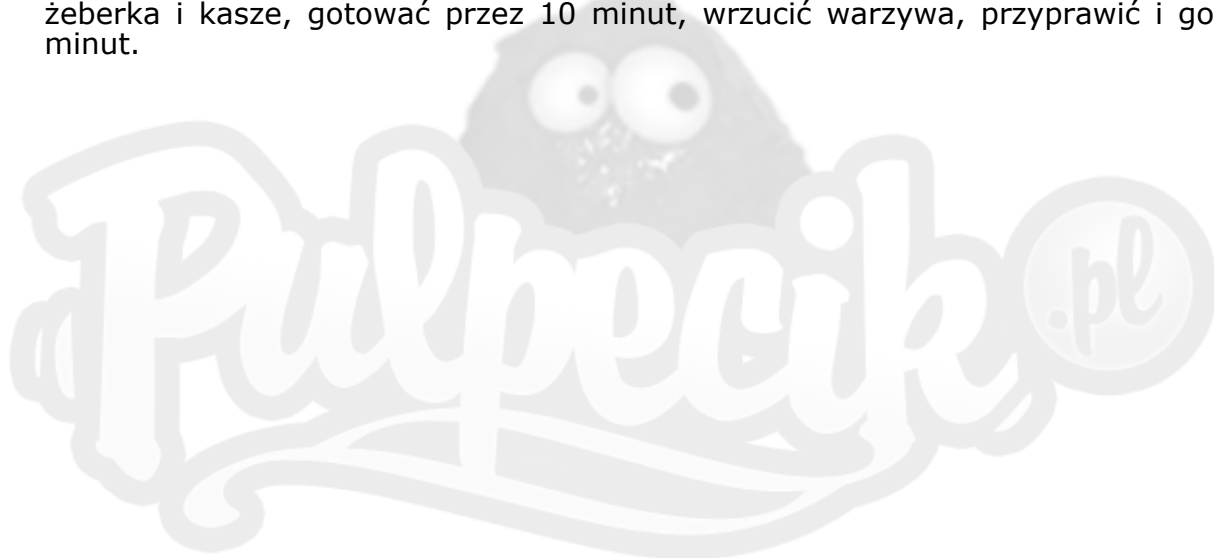 żeberka i kasze, gotować przez 10 minut, wrzucić warzywa, przyprawić i go
minut.
Pulpecik .pl